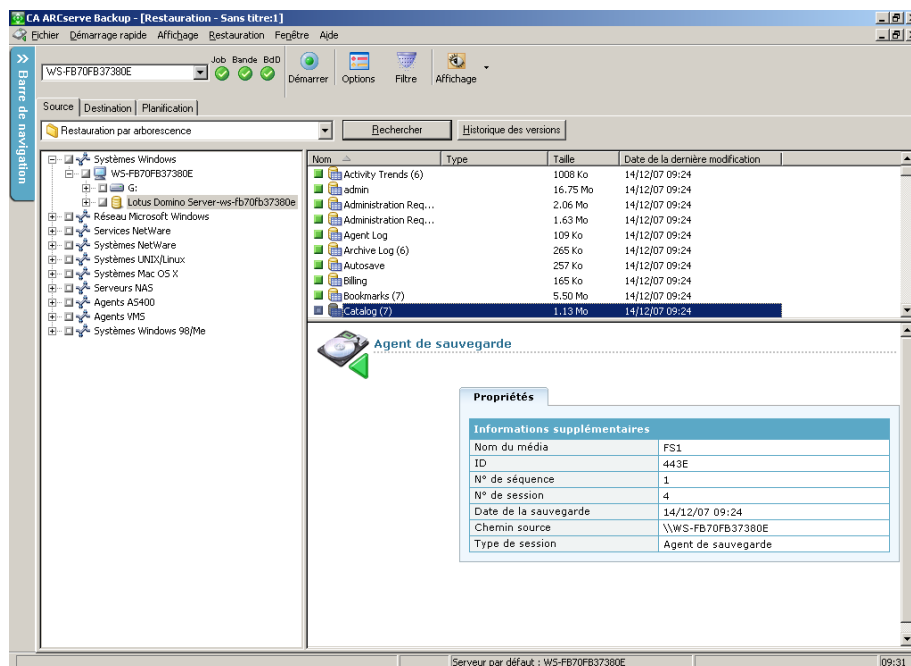 CA ARCserve Backup - [Restauration - Sans titre:1]
Fichier Démarrage rapide Affichage Restauration Fenêtre Aide
Barre de navigation
WS-FB70FB37380E
Job Bande BdD
Démarrer Options Filtre Affichage
Source Destination Planification
Restauration par arborescence
Rechercher
Historique des versions
Systèmes Windows
WS-FB70FB37380E
G:
Lotus Domino Server-ws-fb70fb37380e
Réseau Microsoft Windows
Services NetWare
Systèmes NetWare
Systèmes UNIX/Linux
Systèmes Mac OS X
Serveurs NAS
Agents AS400
Agents VMS
Systèmes Windows 98/Me
Nom Type Taille Date de la dernière modification
Activity Trends (6) 1008 Ko 14/12/07 09:24
admin 16.75 Mo 14/12/07 09:24
Administration Req... 2.06 Mo 14/12/07 09:24
Administration Req... 1.63 Mo 14/12/07 09:24
Agent Log 109 Ko 14/12/07 09:24
Archive Log (6) 265 Ko 14/12/07 09:24
Autosave 257 Ko 14/12/07 09:24
Billing 165 Ko 14/12/07 09:24
Bookmarks (7) 5.50 Mo 14/12/07 09:24
Catalog (7) 1.13 Mo 14/12/07 09:24
Agent de sauvegarde
Propriétés
Informations supplémentaires
Nom du média FS1
ID 443E
N° de séquence 1
N° de session 4
Date de la sauvegarde 14/12/07 09:24
Chemin source \\WS-FB70FB37380E
Type de session Agent de sauvegarde
Serveur par défaut : WS-FB70FB37380E
09:31